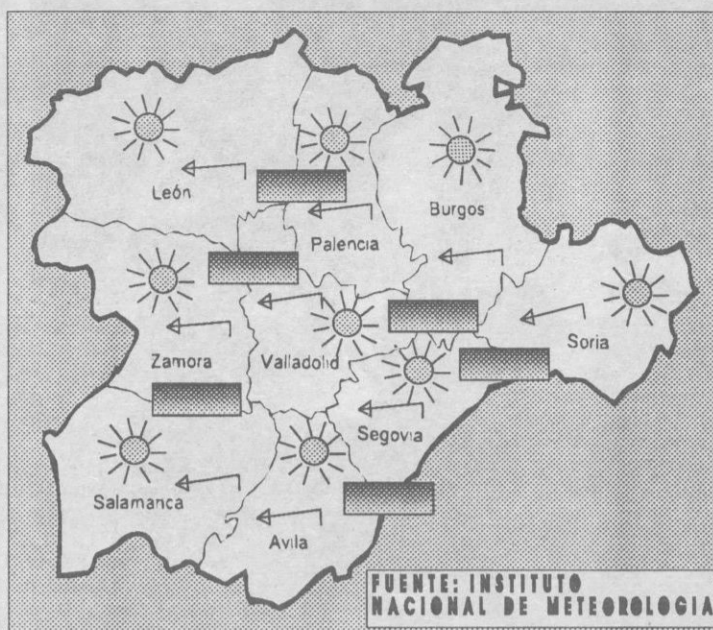 León
Palencia
Burgos
Soria
Zamora
Valladolid
Segovia
Salamanca
Avila
FUENTE: INSTITUTO
NACIONAL DE METEOROLOGIA